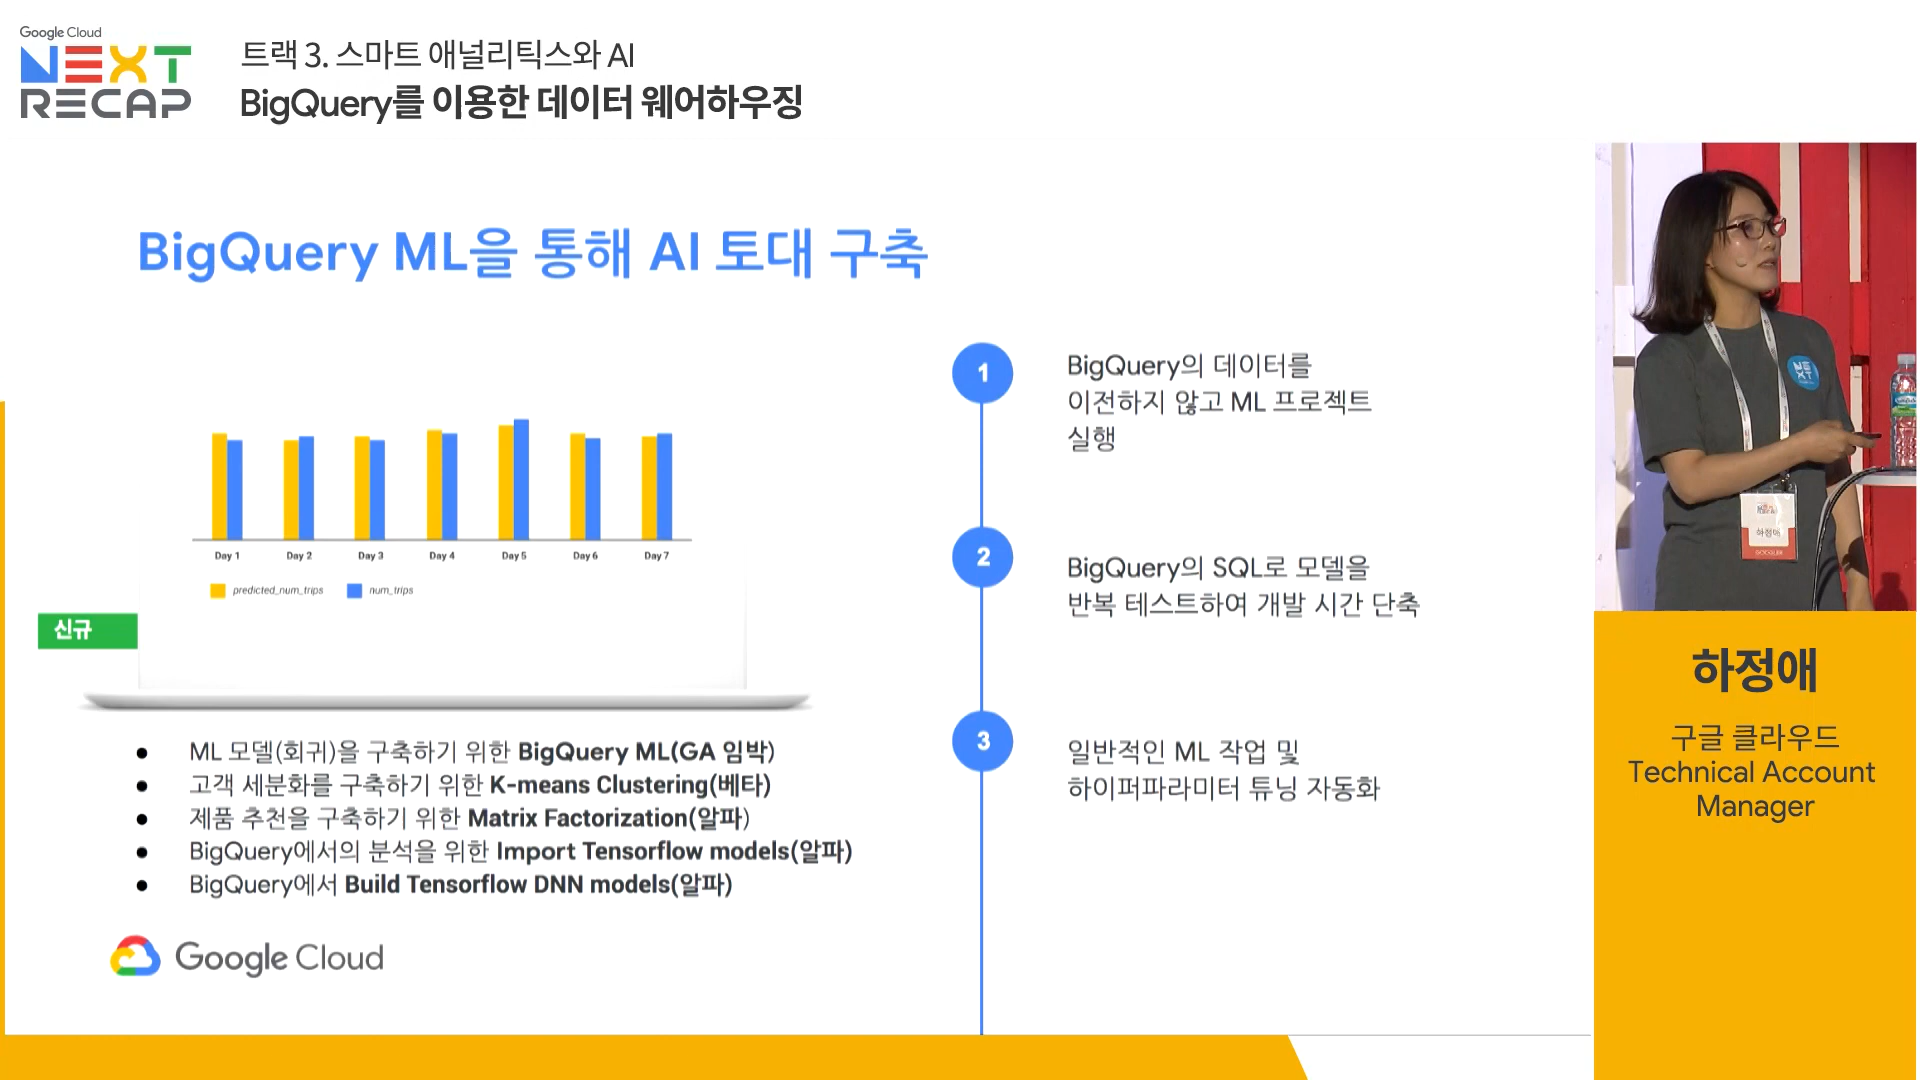 Google Cloud
NEXT
RECAP
트랙 3. 스마트 애널리틱스와 AI
BigQuery를 이용한 데이터 웨어하우징
BigQuery ML을 통해 AI 토대 구축
Day 1 Day 2 Day 3 Day 4 Day 5 Day 6 Day 7
predicted_num_trips num_trips
신규
● ML 모델(회귀)을 구축하기 위한 BigQuery ML(GA 임박)
● 고객 세분화를 구축하기 위한 K-means Clustering(베타)
● 제품 추천을 구축하기 위한 Matrix Factorization(알파)
● BigQuery에서의 분석을 위한 Import Tensorflow models(알파)
● BigQuery에서 Build Tensorflow DNN models(알파)
Google Cloud
1
BigQuery의 데이터를
이전하지 않고 ML 프로젝트
실행
2
BigQuery의 SQL로 모델을
반복 테스트하여 개발 시간 단축
3
일반적인 ML 작업 및
하이퍼파라미터 튜닝 자동화
하정애
GOOGLER
하정애
구글 클라우드
Technical Account
Manager